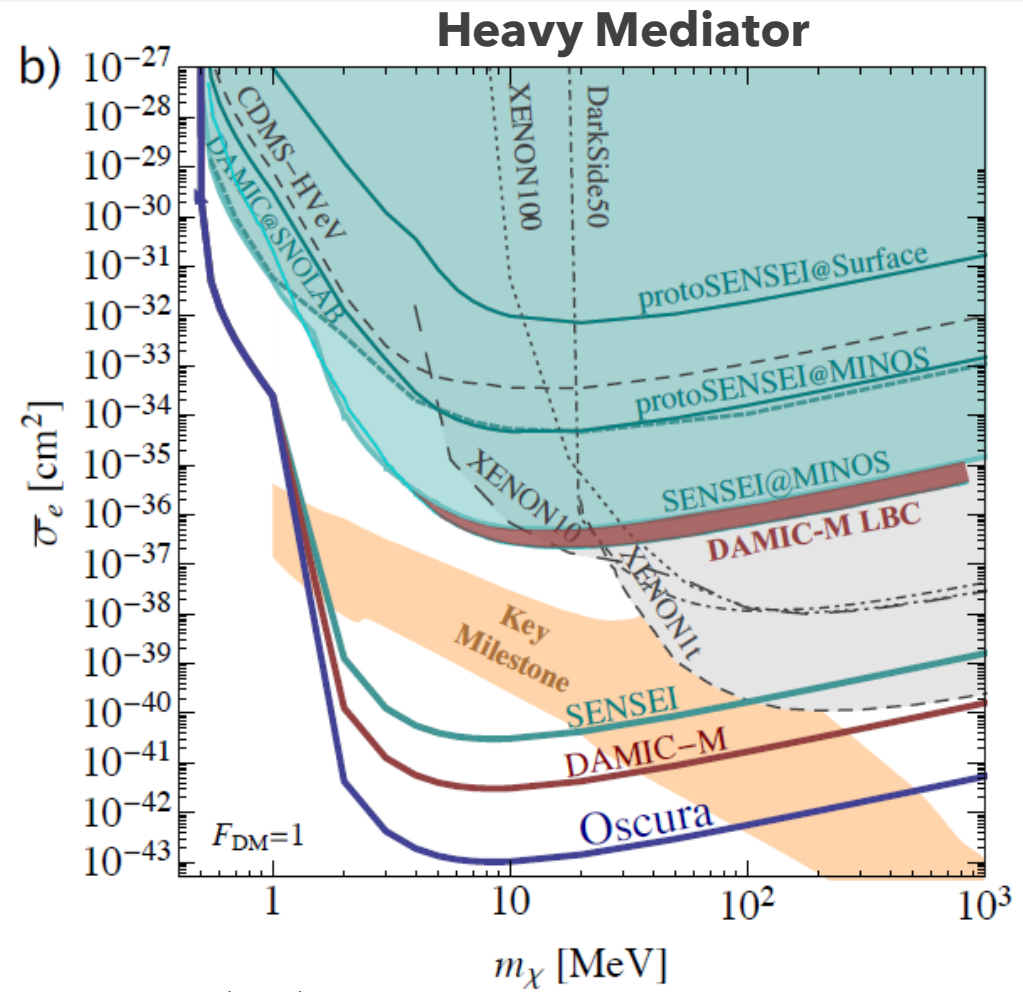 Heavy Mediator
b)
10⁻²⁷
10⁻²⁸
10⁻²⁹
10⁻³⁰
10⁻³¹
10⁻³²
10⁻³³
10⁻³⁴
10⁻³⁵
10⁻³⁶
10⁻³⁷
10⁻³⁸
10⁻³⁹
10⁻⁴⁰
10⁻⁴¹
10⁻⁴²
10⁻⁴³
σ̅ₑ [cm²]
CDMS-HVeV
DAMIC@SNOLAB
XENON100
DarkSide50
protoSENSEI@Surface
protoSENSEI@MINOS
XENON10
SENSEI@MINOS
DAMIC-M LBC
XENON1t
Key
Milestone
SENSEI
DAMIC-M
Oscura
F_DM=1
1
10
10²
10³
m_χ [MeV]